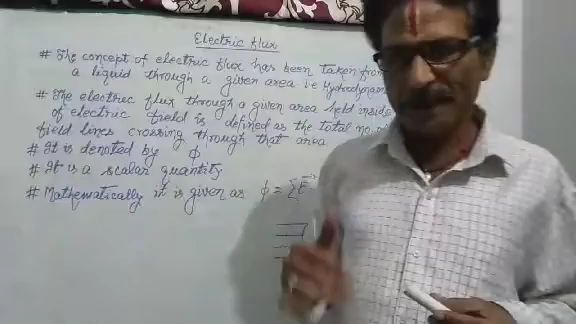 Electric flux
# The concept of electric flux has been taken from
a liquid through a given area i.e Hydrodynam
# The electric flux through a given area held inside
of electric field is defined as the total no.
field lines crossing through that area
# It is denoted by ϕ
# It is a scalar quantity
# Mathematically it is given as ϕ = Σ E